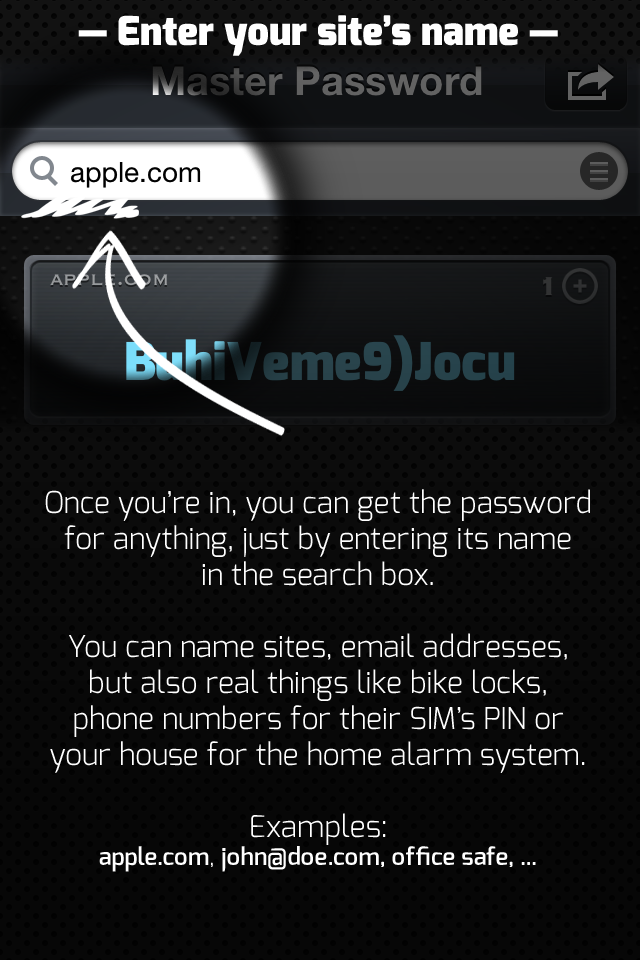 — Enter your site's name —
Master Password
apple.com
APPLE.COM 1
BuhiVeme9)Jocu
Once you're in, you can get the password
for anything, just by entering its name
in the search box.
You can name sites, email addresses,
but also real things like bike locks,
phone numbers for their SIM's PIN or
your house for the home alarm system.
Examples:
apple.com, john@doe.com, office safe, ...